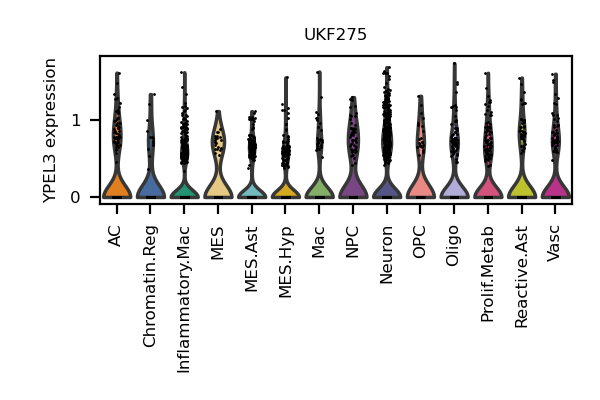 UKF275
YPEL3 expression
1
0
AC
Chromatin.Reg
Inflammatory.Mac
MES
MES.Ast
MES.Hyp
Mac
NPC
Neuron
OPC
Oligo
Prolif.Metab
Reactive.Ast
Vasc